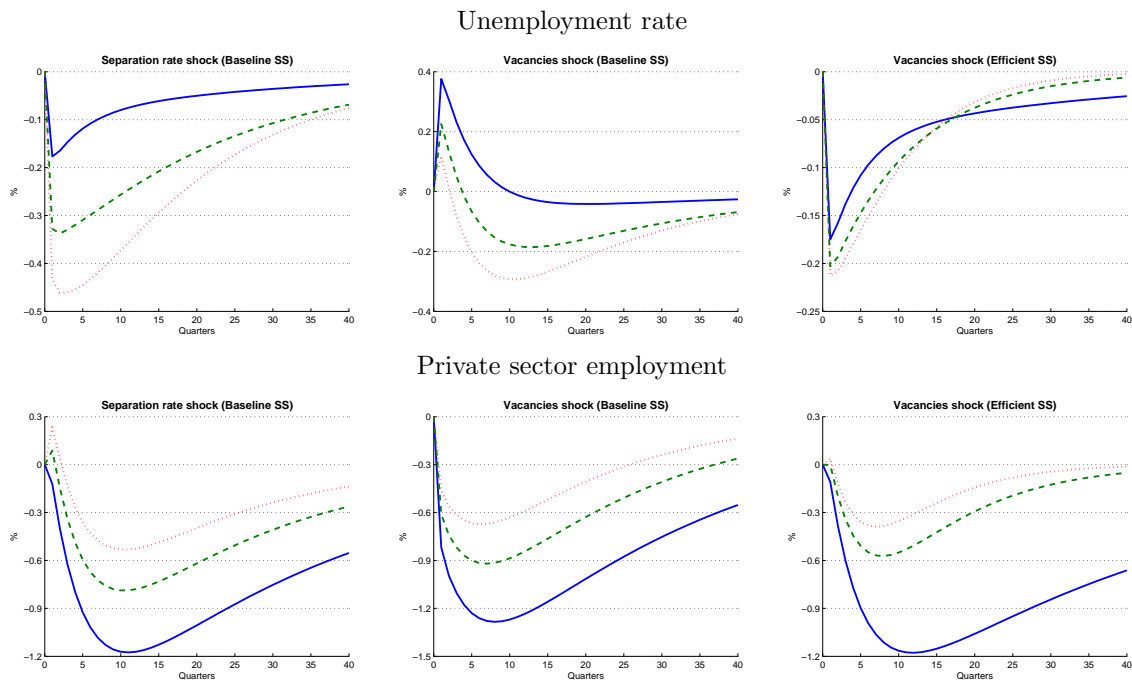 Unemployment rate
Separation rate shock (Baseline SS)
0
−0.1
−0.2
−0.3
−0.4
−0.5
%
0 5 10 15 20 25 30 35 40
Quarters
Vacancies shock (Baseline SS)
0.4
0.2
0
−0.2
−0.4
%
0 5 10 15 20 25 30 35 40
Quarters
Vacancies shock (Efficient SS)
0
−0.05
−0.1
−0.15
−0.2
−0.25
%
0 5 10 15 20 25 30 35 40
Quarters
Private sector employment
Separation rate shock (Baseline SS)
0.3
0
−0.3
−0.6
−0.9
−1.2
%
0 5 10 15 20 25 30 35 40
Quarters
Vacancies shock (Baseline SS)
0
−0.3
−0.6
−0.9
−1.2
−1.5
%
0 5 10 15 20 25 30 35 40
Quarters
Vacancies shock (Efficient SS)
0.3
0
−0.3
−0.6
−0.9
−1.2
%
0 5 10 15 20 25 30 35 40
Quarters